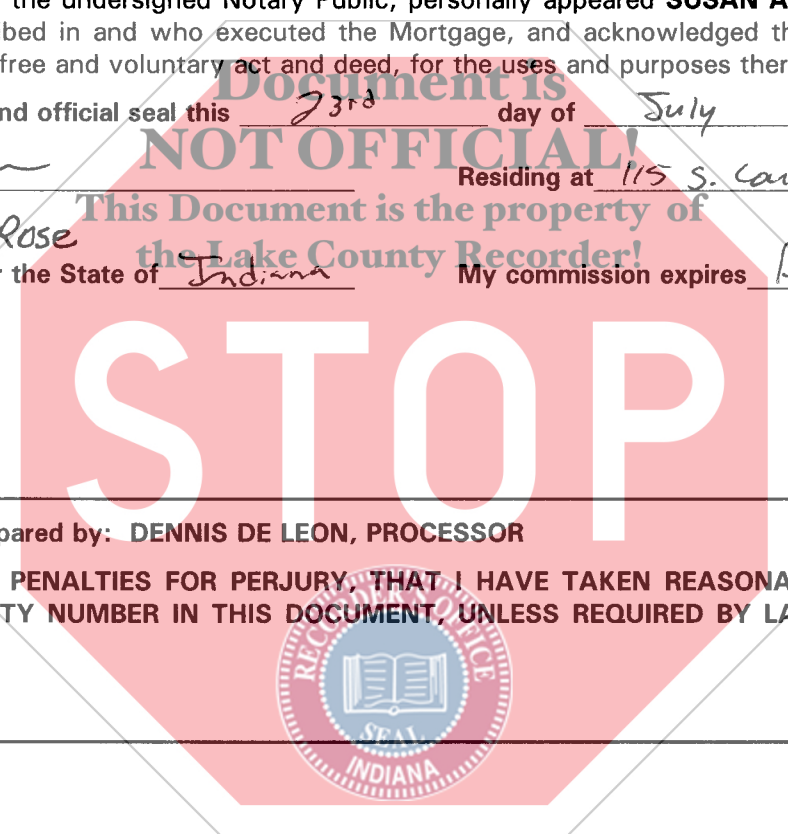 the undersigned Notary Public, personally appeared SUSAN A
bed in and who executed the Mortgage, and acknowledged th
free and voluntary act and deed, for the uses and purposes ther
Document is
nd official seal this 23rd day of July
NOT OFFICIAL!
Residing at 115 S.
This Document is the property of
Rose
the Lake County Recorder!
the State of Indiana My commission expires
STOP
pared by: DENNIS DE LEON, PROCESSOR
PENALTIES FOR PERJURY, THAT I HAVE TAKEN REASONA
TY NUMBER IN THIS DOCUMENT, UNLESS REQUIRED BY LA
RECORDER'S OFFICE
SEAL
INDIANA